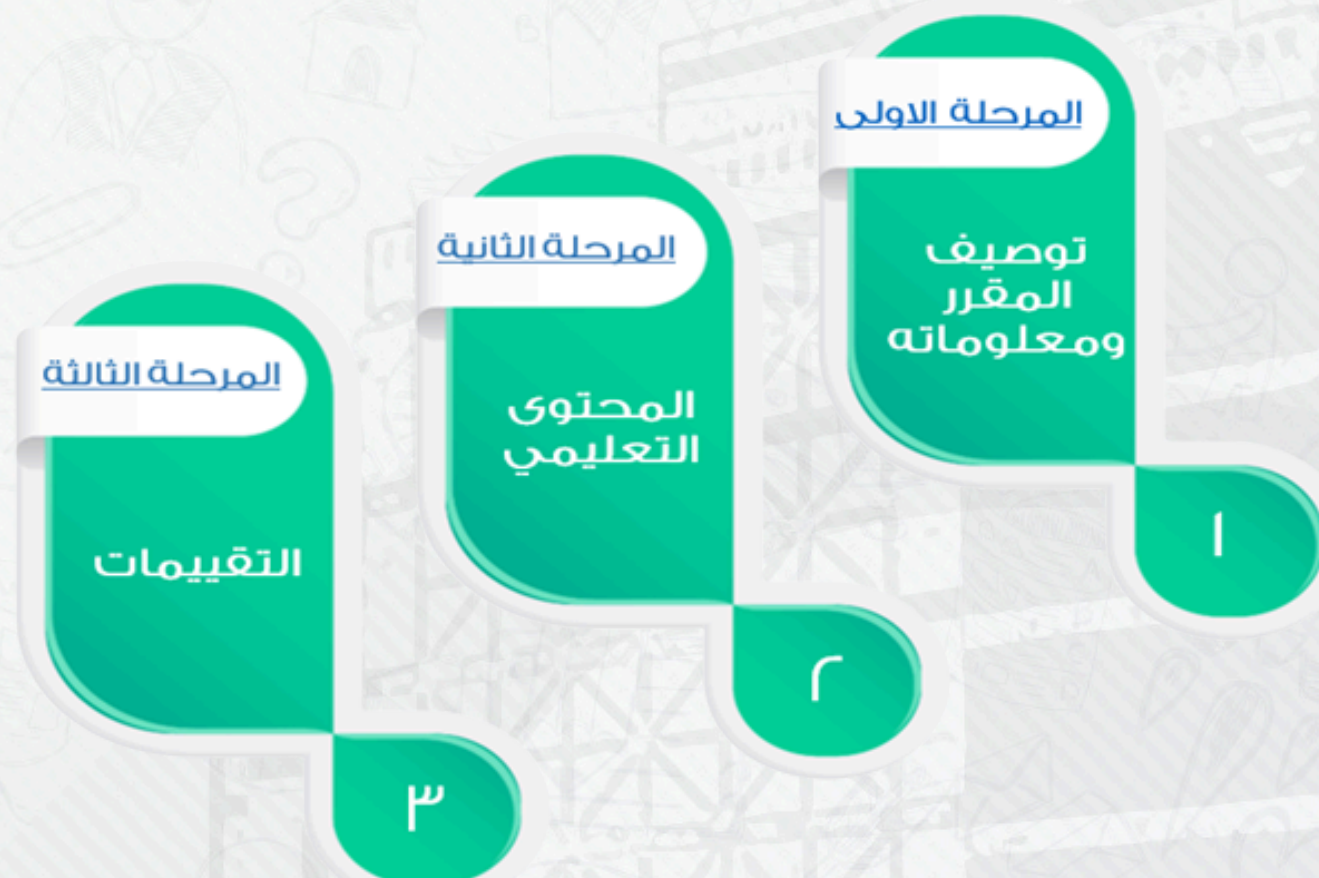 المرحلة الاولى
توصيف
المقرر
ومعلوماته
١
المرحلة الثانية
المحتوى
التعليمي
٢
المرحلة الثالثة
التقييمات
٣